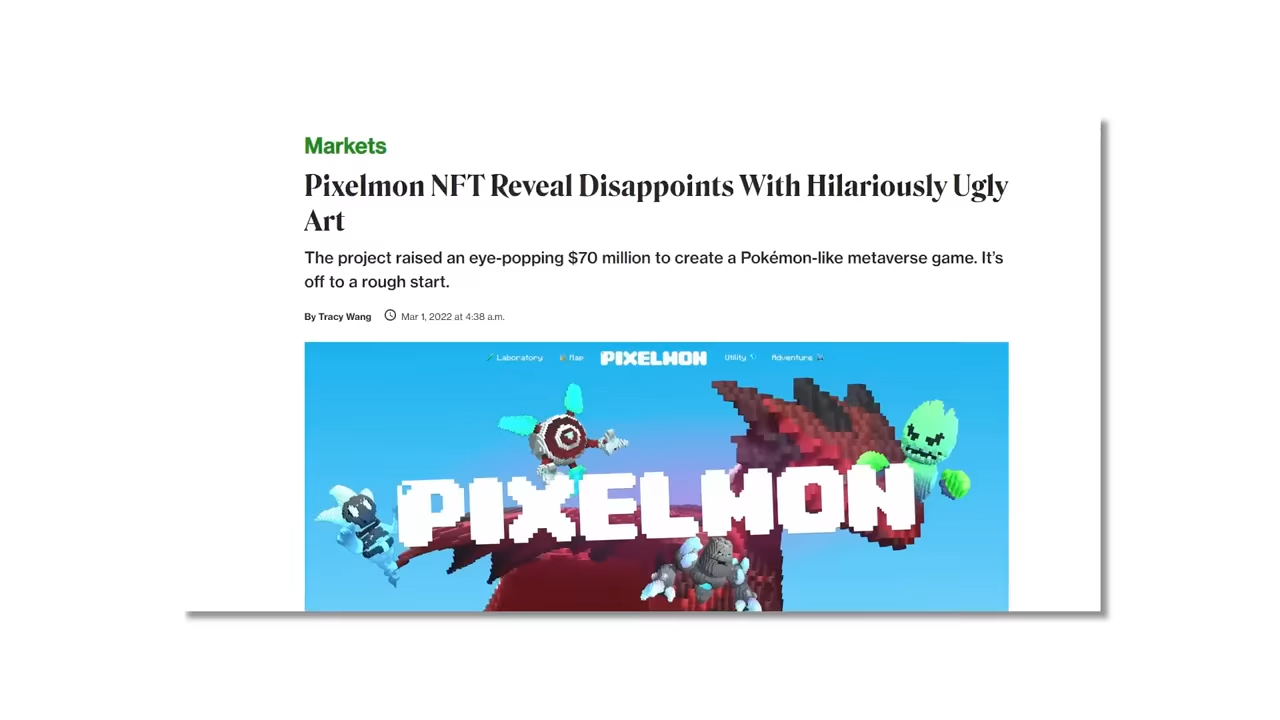 Markets
Pixelmon NFT Reveal Disappoints With Hilariously Ugly
Art
The project raised an eye-popping $70 million to create a Pokémon-like metaverse game. It's
off to a rough start.
By Tracy Wang Mar 1, 2022 at 4:38 a.m.
Laboratory Map PIXELMON Utility Adventure
PIXELMON